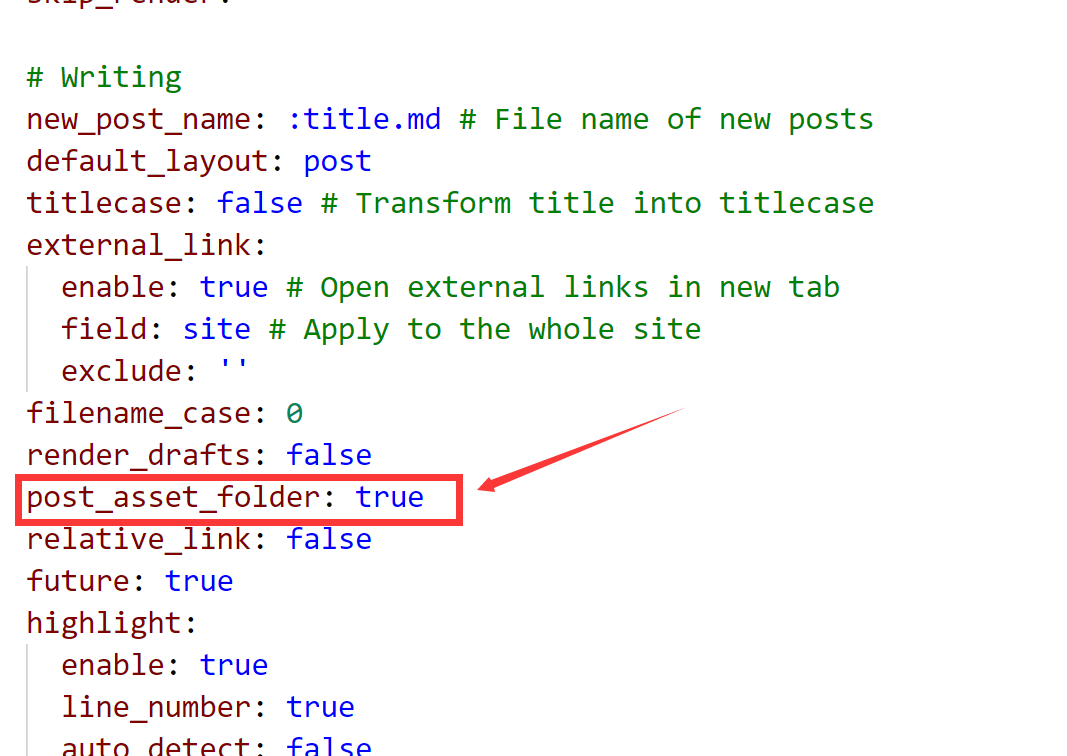 skip_render:
# Writing
new_post_name: :title.md # File name of new posts
default_layout: post
titlecase: false # Transform title into titlecase
external_link:
  enable: true # Open external links in new tab
  field: site # Apply to the whole site
  exclude: ''
filename_case: 0
render_drafts: false
post_asset_folder: true
relative_link: false
future: true
highlight:
  enable: true
  line_number: true
  auto_detect: false